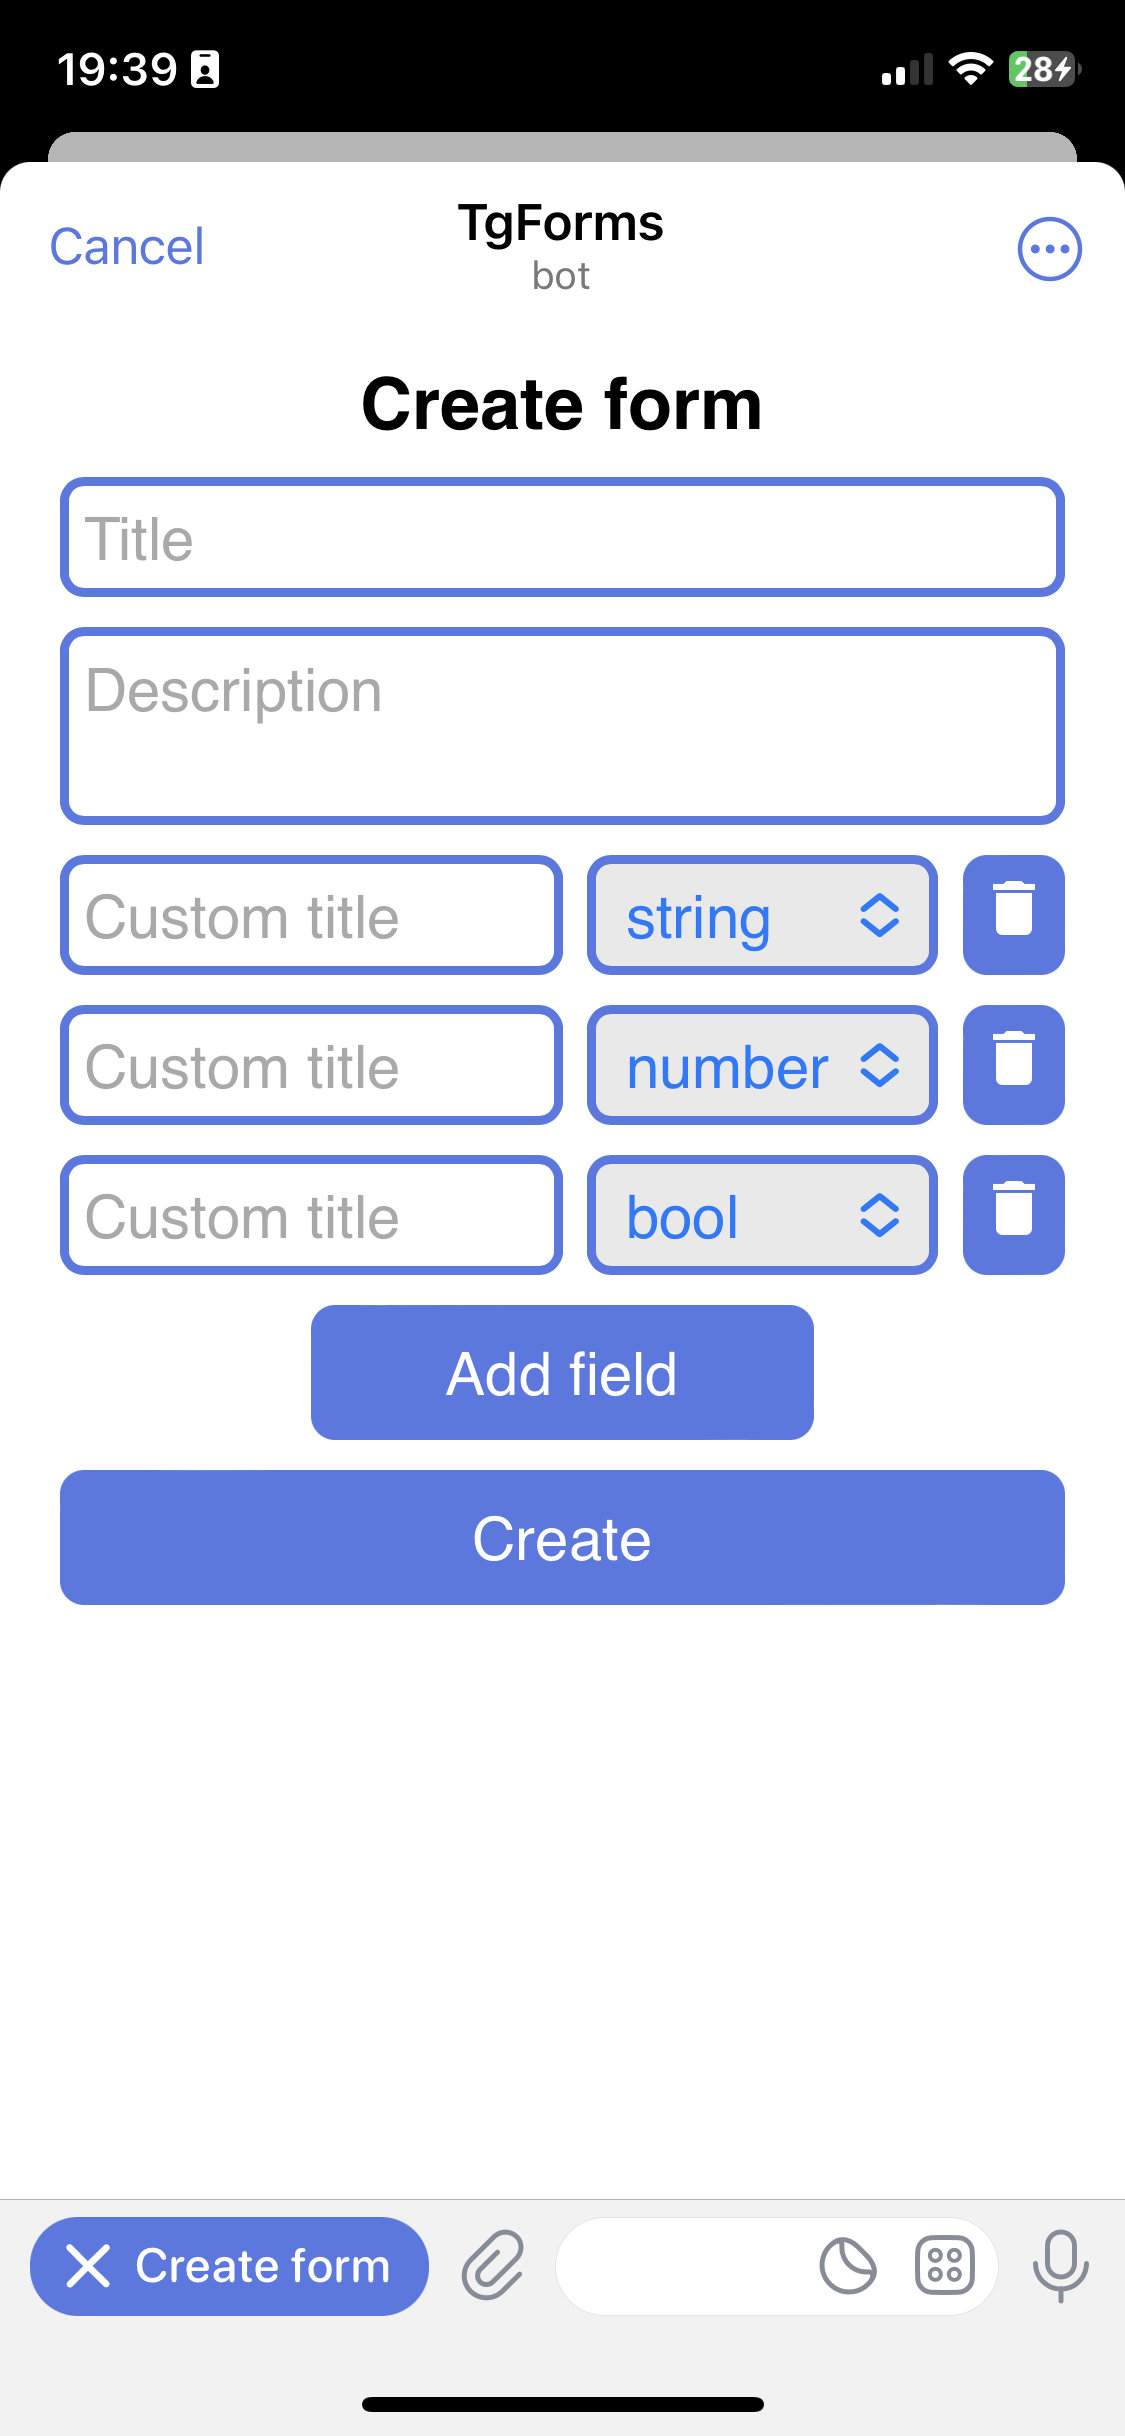 19:39
28
Cancel
TgForms
bot
Create form
Title
Description
Custom title string
Custom title number
Custom title bool
Add field
Create
Create form